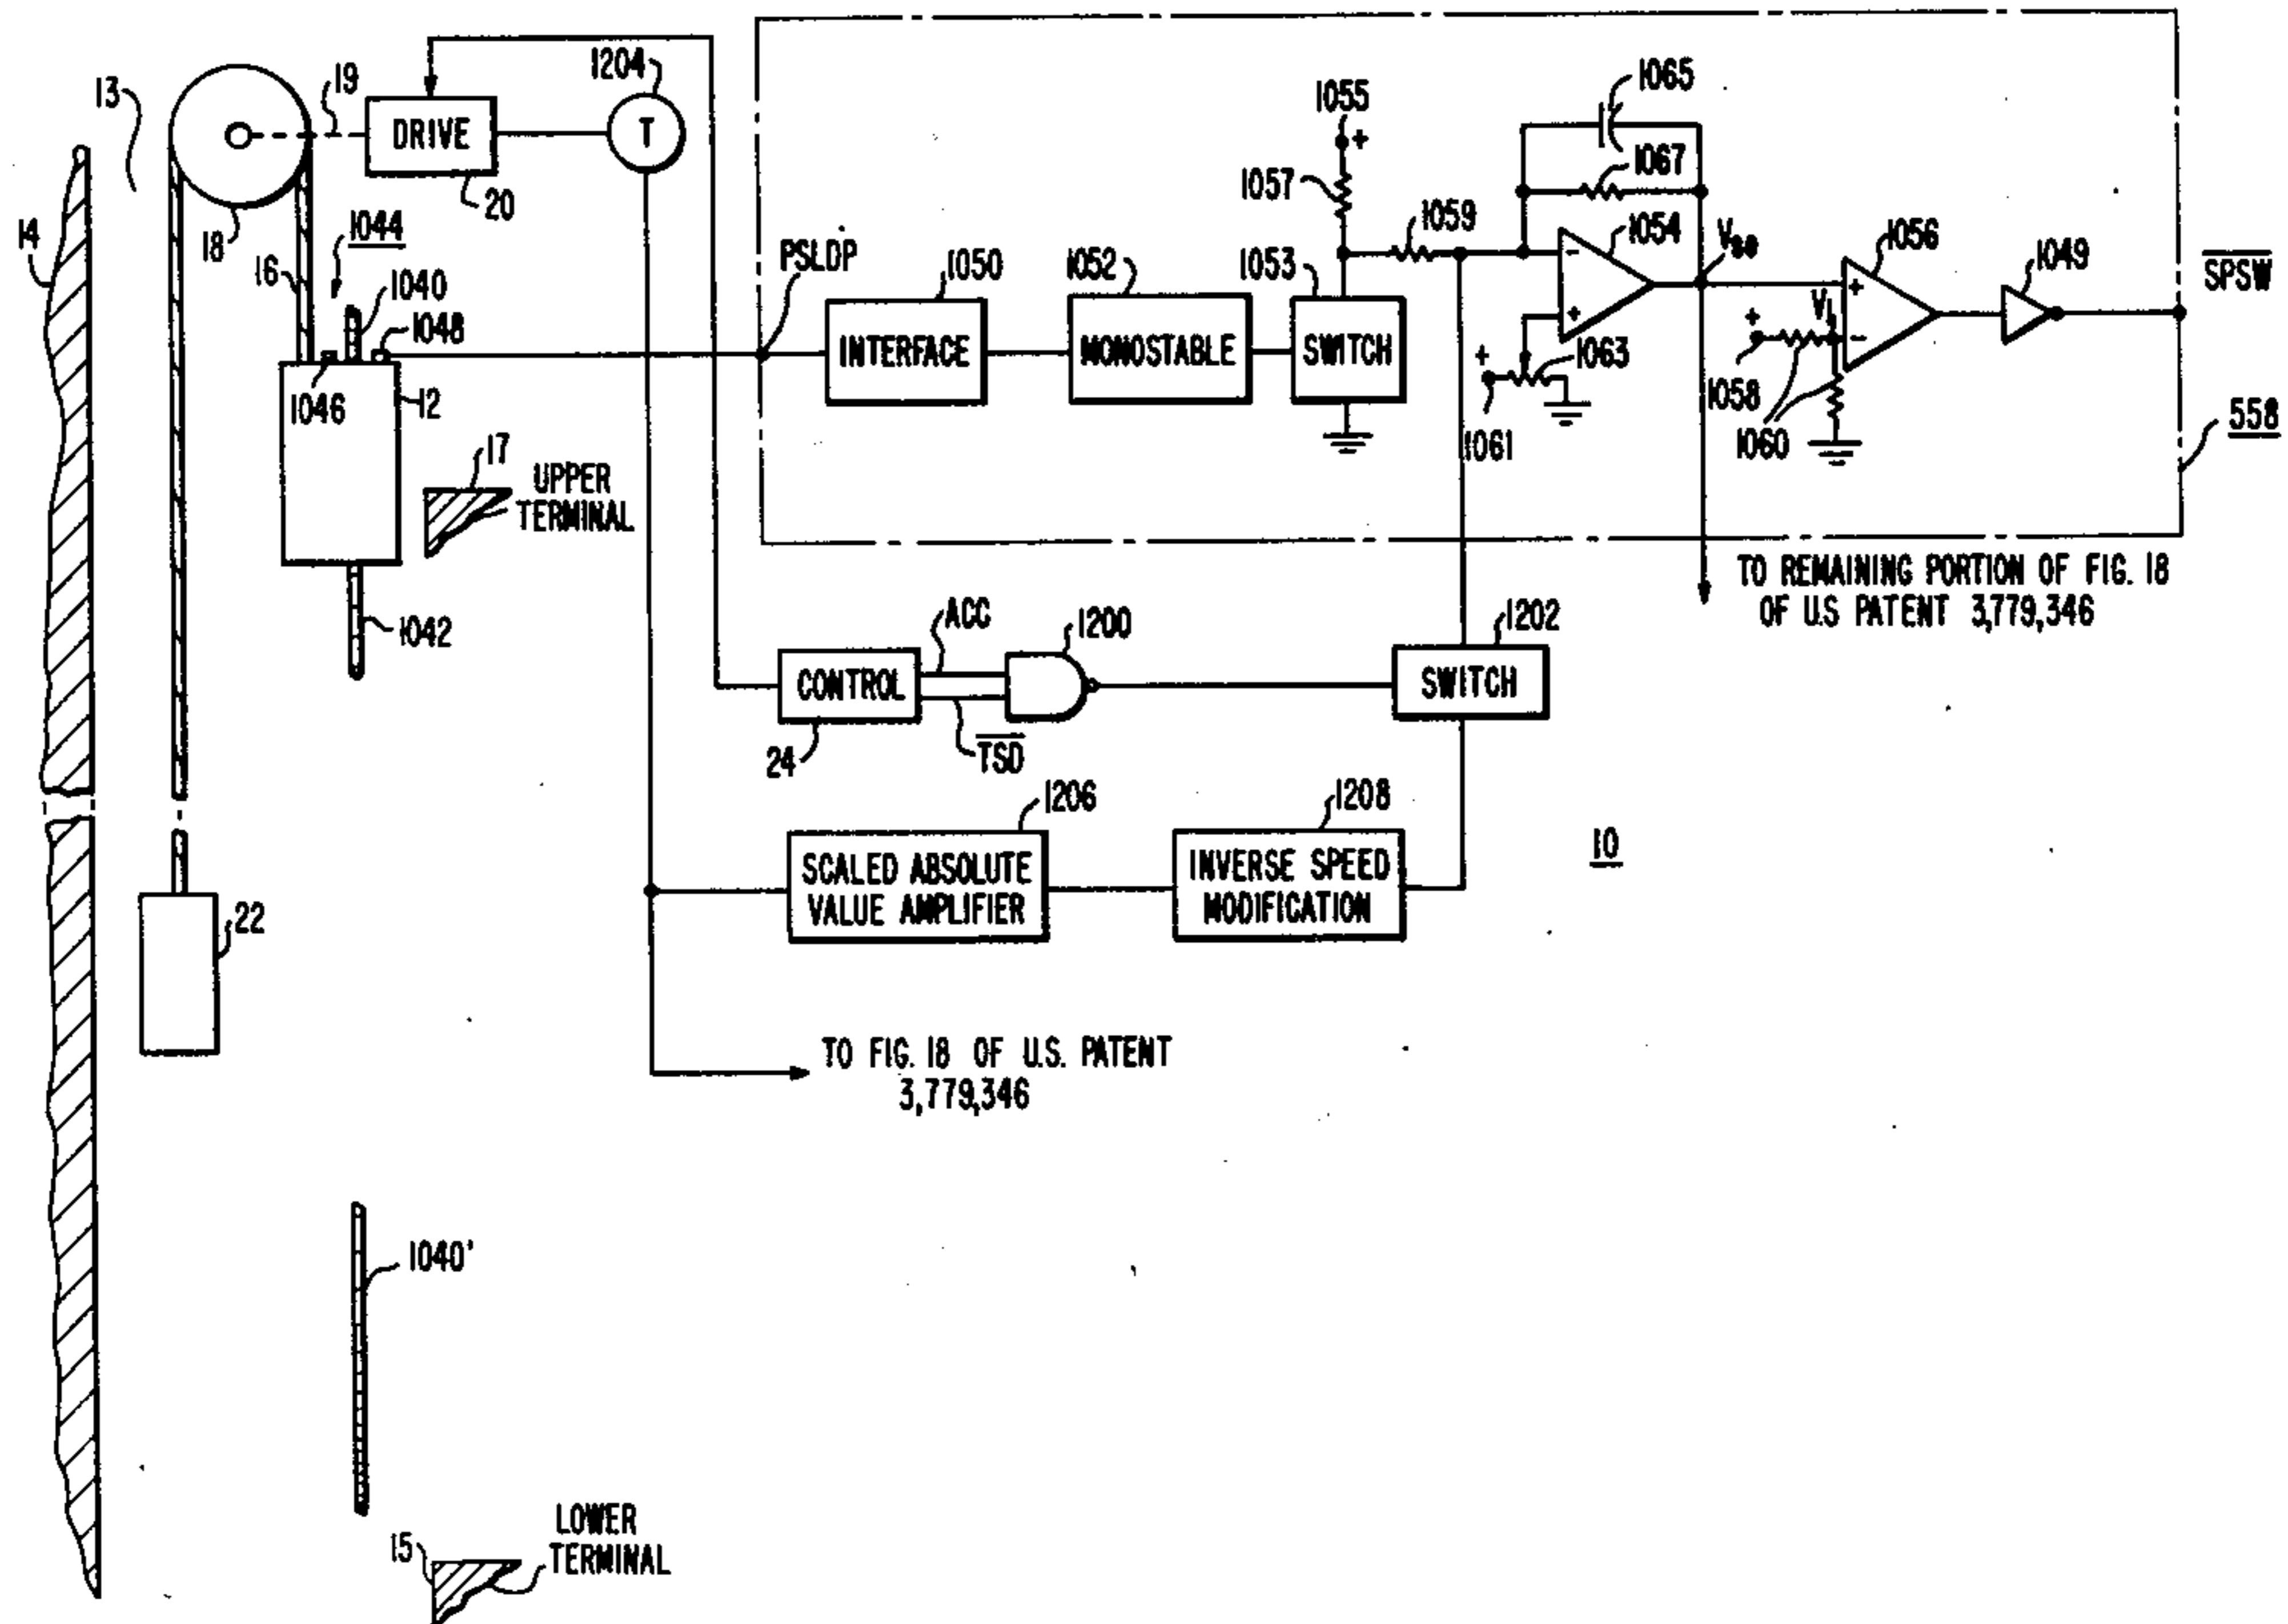 13
14
18
19
DRIVE
20
1204
T
16
1044
1040
1048
1046
12
17
UPPER
TERMINAL
1042
PSLDP
1050
INTERFACE
1052
MONOSTABLE
1053
SWITCH
1055
+
1057
1059
1065
1067
1054
-
+
+
1063
1061
1056
+
-
+
1058
1060
1049
SPSW
558
TO REMAINING PORTION OF FIG. 18
OF U.S PATENT 3,779,346
CONTROL
24
ACC
TSD
1200
1202
SWITCH
1206
SCALED ABSOLUTE
VALUE AMPLIFIER
1208
INVERSE SPEED
MODIFICATION
10
22
TO FIG. 18 OF U.S. PATENT
3,779,346
1040'
15
LOWER
TERMINAL